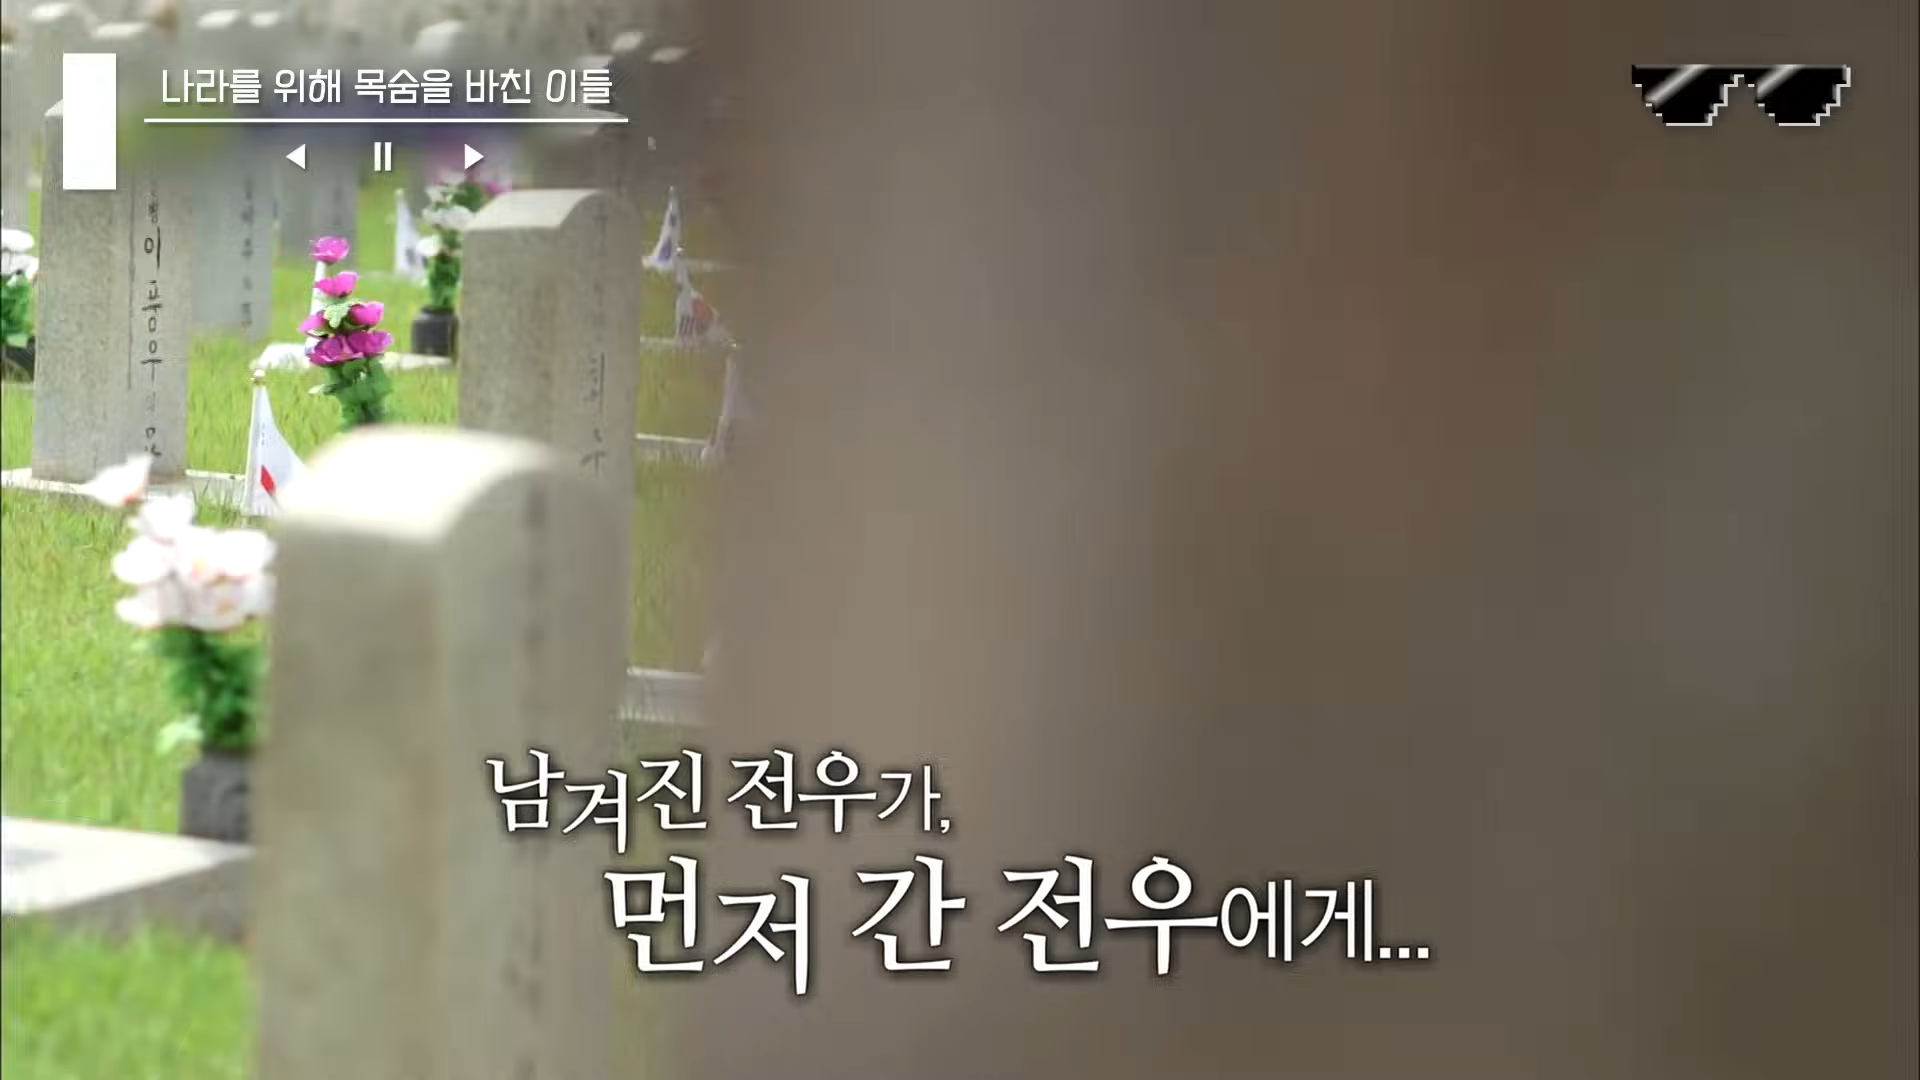 나라를 위해 목숨을 바친 이들
남겨진 전우가,
먼저 간 전우에게...